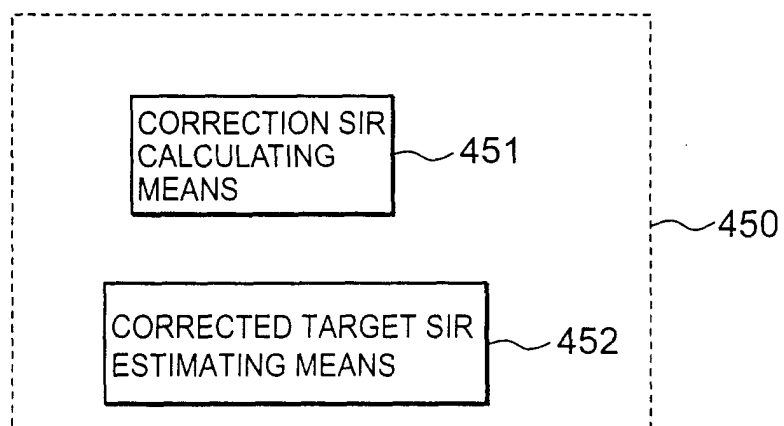 CORRECTION SIR
CALCULATING
MEANS
451
450
CORRECTED TARGET SIR
ESTIMATING MEANS
452